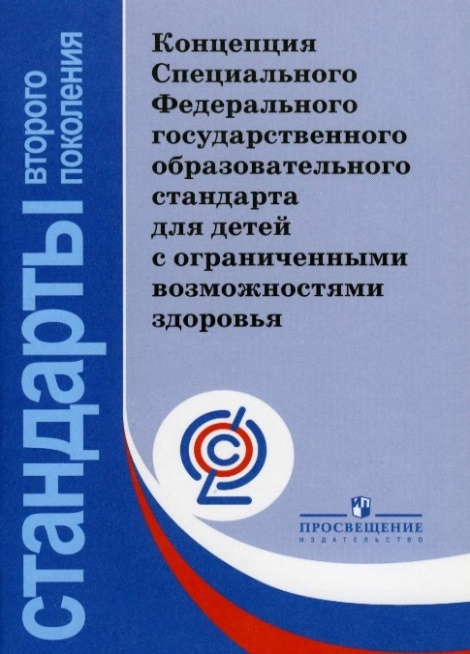 Концепция
Специального
Федерального
государственного
образовательного
стандарта
для детей
с ограниченными
возможностями
здоровья
стандарты
второго
поколения
С
ПРОСВЕЩЕНИЕ
ИЗДАТЕЛЬСТВО